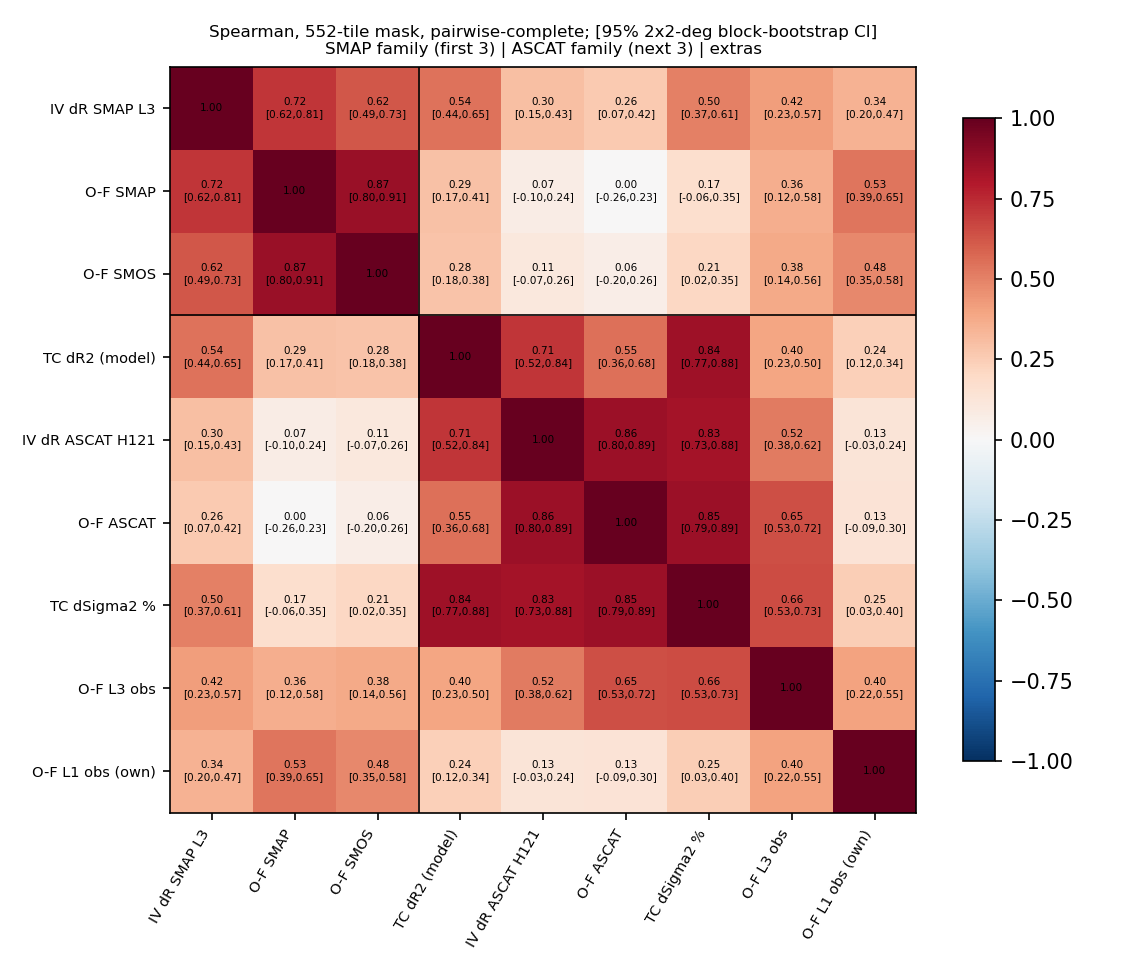 Spearman, 552-tile mask, pairwise-complete; [95% 2x2-deg block-bootstrap CI]
SMAP family (first 3) | ASCAT family (next 3) | extras
IV dR SMAP L3
1.00 0.72 0.62 0.54 0.30 0.26 0.50 0.42 0.34
[0.62,0.81] [0.49,0.73] [0.44,0.65] [0.15,0.43] [0.07,0.42] [0.37,0.61] [0.23,0.57] [0.20,0.47]
O-F SMAP
0.72 1.00 0.87 0.29 0.07 0.00 0.17 0.36 0.53
[0.62,0.81] [0.80,0.91] [0.17,0.41] [-0.10,0.24] [-0.26,0.23] [-0.06,0.35] [0.12,0.58] [0.39,0.65]
O-F SMOS
0.62 0.87 1.00 0.28 0.11 0.06 0.21 0.38 0.48
[0.49,0.73] [0.80,0.91] [0.18,0.38] [-0.07,0.26] [-0.20,0.26] [0.02,0.35] [0.14,0.56] [0.35,0.58]
TC dR2 (model)
0.54 0.29 0.28 1.00 0.71 0.55 0.84 0.40 0.24
[0.44,0.65] [0.17,0.41] [0.18,0.38] [0.52,0.84] [0.36,0.68] [0.77,0.88] [0.23,0.50] [0.12,0.34]
IV dR ASCAT H121
0.30 0.07 0.11 0.71 1.00 0.86 0.83 0.52 0.13
[0.15,0.43] [-0.10,0.24] [-0.07,0.26] [0.52,0.84] [0.80,0.89] [0.73,0.88] [0.38,0.62] [-0.03,0.24]
O-F ASCAT
0.26 0.00 0.06 0.55 0.86 1.00 0.85 0.65 0.13
[0.07,0.42] [-0.26,0.23] [-0.20,0.26] [0.36,0.68] [0.80,0.89] [0.79,0.89] [0.53,0.72] [-0.09,0.30]
TC dSigma2 %
0.50 0.17 0.21 0.84 0.83 0.85 1.00 0.66 0.25
[0.37,0.61] [-0.06,0.35] [0.02,0.35] [0.77,0.88] [0.73,0.88] [0.79,0.89] [0.53,0.73] [0.03,0.40]
O-F L3 obs
0.42 0.36 0.38 0.40 0.52 0.65 0.66 1.00 0.40
[0.23,0.57] [0.12,0.58] [0.14,0.56] [0.23,0.50] [0.38,0.62] [0.53,0.72] [0.53,0.73] [0.22,0.55]
O-F L1 obs (own)
0.34 0.53 0.48 0.24 0.13 0.13 0.25 0.40 1.00
[0.20,0.47] [0.39,0.65] [0.35,0.58] [0.12,0.34] [-0.03,0.24] [-0.09,0.30] [0.03,0.40] [0.22,0.55]
IV dR SMAP L3
O-F SMAP
O-F SMOS
TC dR2 (model)
IV dR ASCAT H121
O-F ASCAT
TC dSigma2 %
O-F L3 obs
O-F L1 obs (own)
1.00
0.75
0.50
0.25
0.00
−0.25
−0.50
−0.75
−1.00